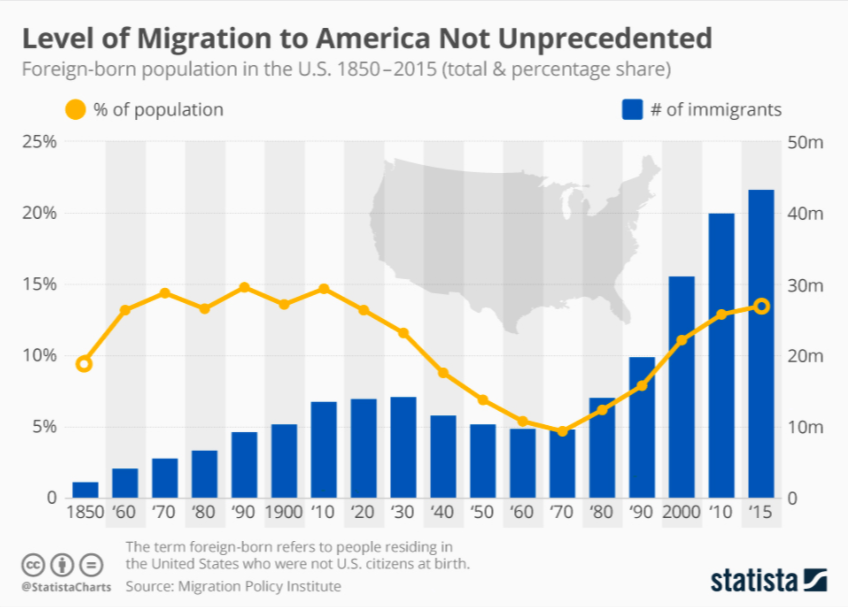 Level of Migration to America Not Unprecedented
Foreign-born population in the U.S. 1850–2015 (total & percentage share)
% of population
# of immigrants
25%
20%
15%
10%
5%
0
50m
40m
30m
20m
10m
0
1850 ‘60 ‘70 ‘80 ‘90 1900 ‘10 ‘20 ‘30 ‘40 ‘50 ‘60 ‘70 ‘80 ‘90 2000 ‘10 ‘15
The term foreign-born refers to people residing in
the United States who were not U.S. citizens at birth.
cc
@StatistaCharts Source: Migration Policy Institute
statista